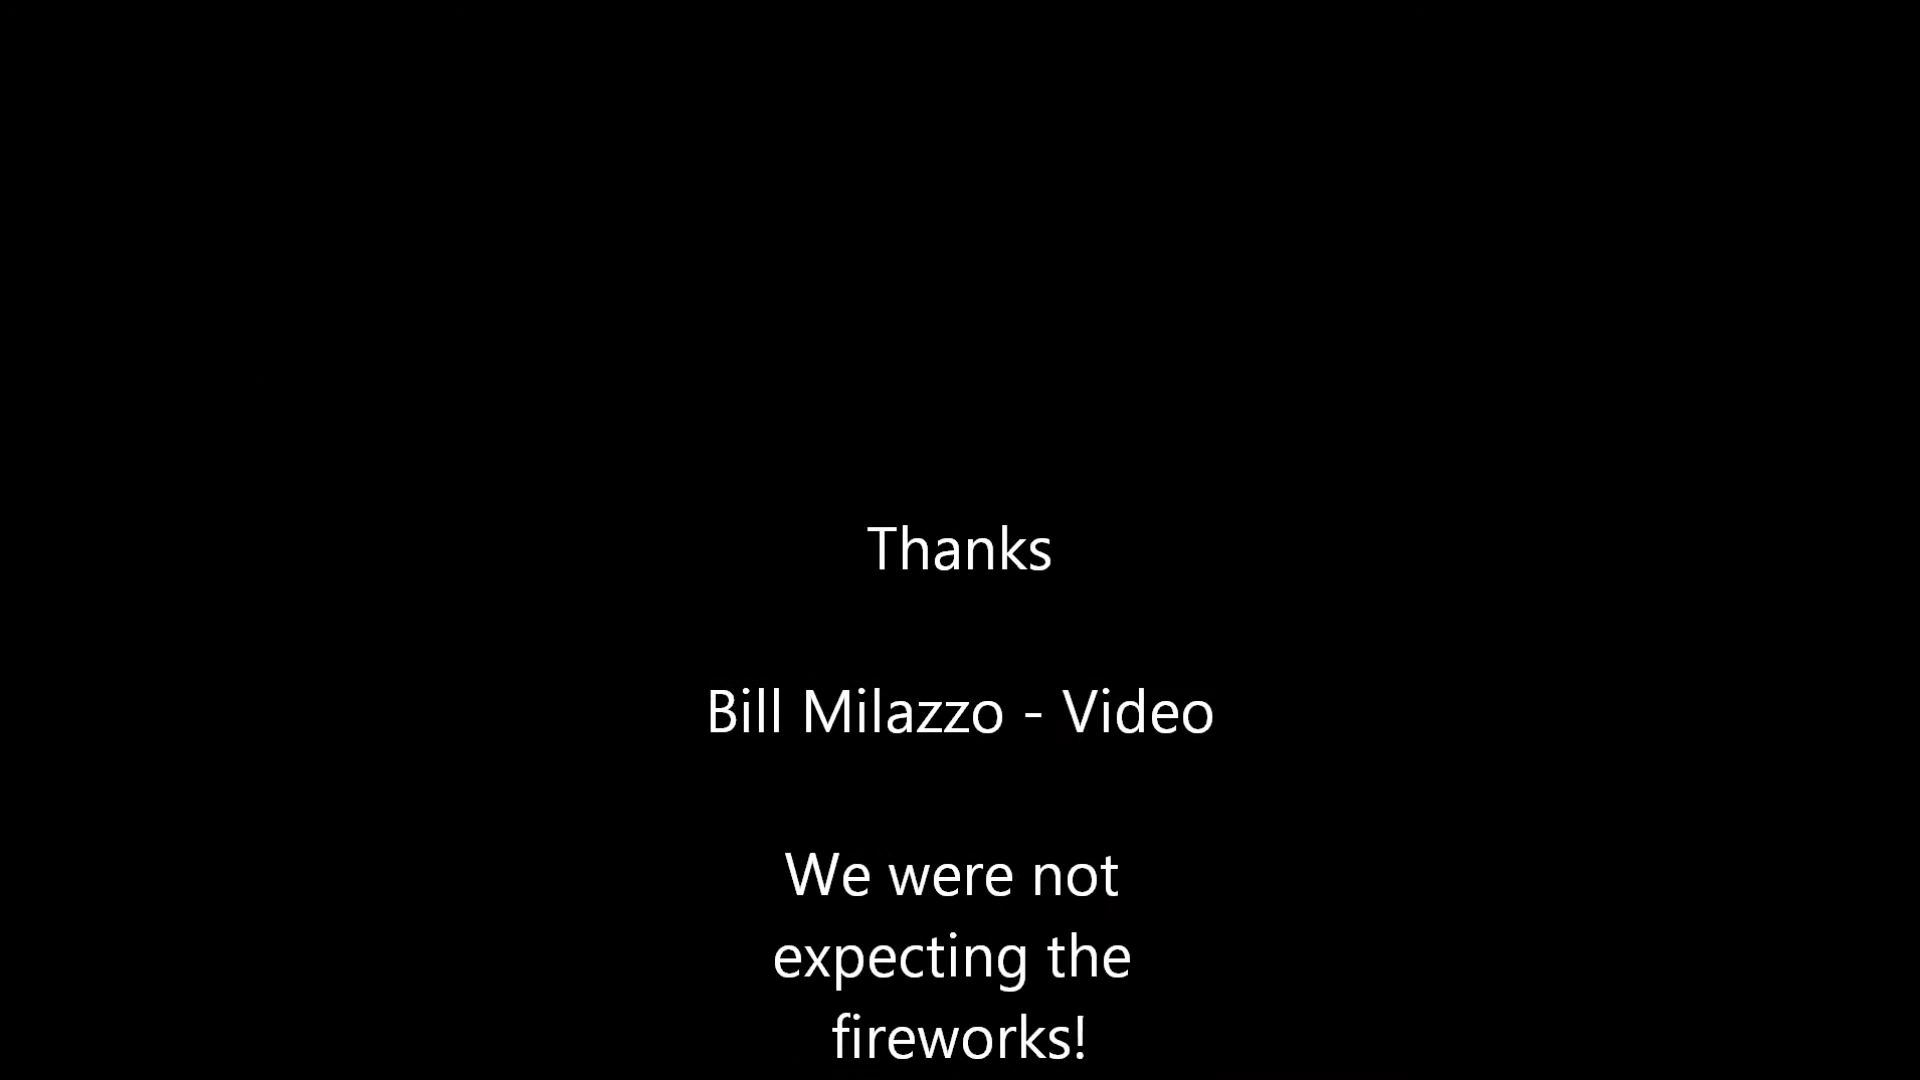 Thanks
Bill Milazzo - Video
We were not
expecting the
fireworks!